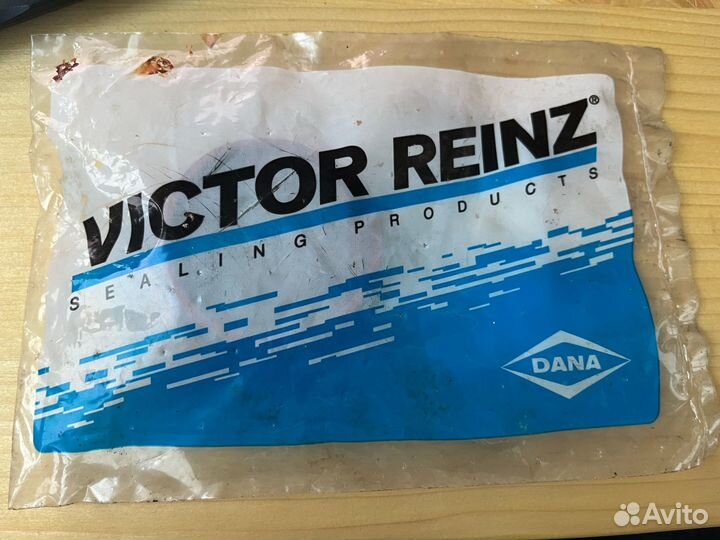 VICTOR REINZ®
SEALING PRODUCTS
DANA
Avito